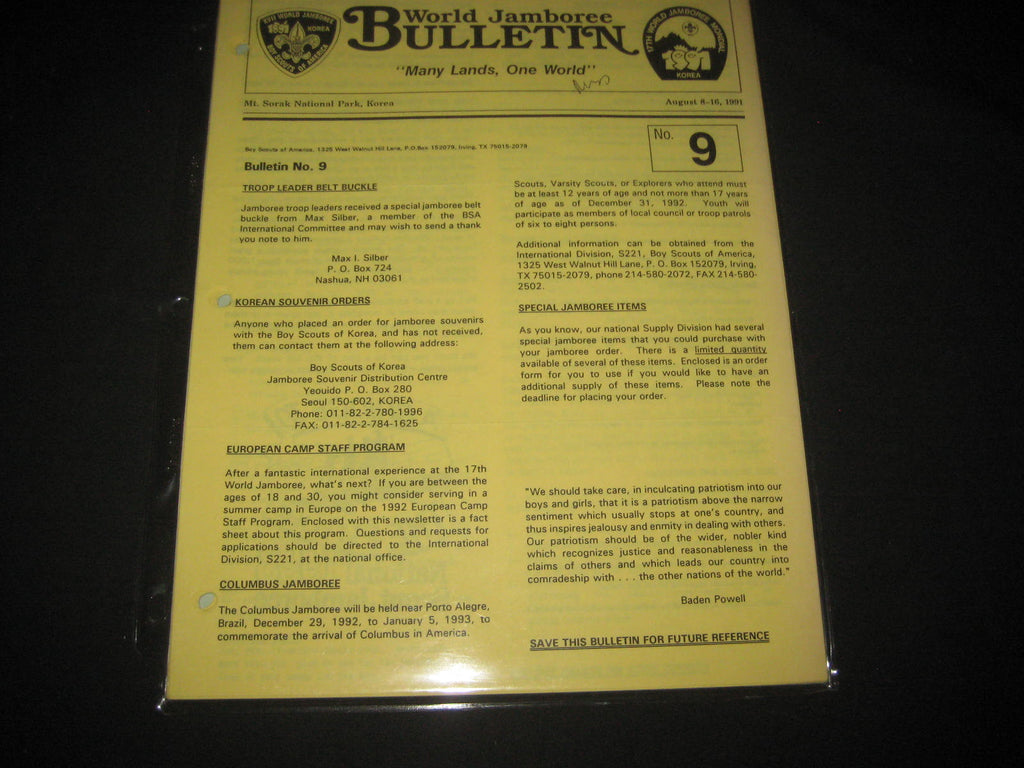 XVII WORLD JAMBOREE
1991
KOREA
BOY SCOUTS OF AMERICA
World Jamboree
BULLETIN
"Many Lands, One World"
17TH WORLD JAMBOREE MONDIAL
KOREA
Mt. Sorak National Park, Korea
August 8-16, 1991
Boy Scouts of America, 1325 West Walnut Hill Lane, P.O.Box 152079, Irving, TX 75015-2079
No.
9
Bulletin No. 9
TROOP LEADER BELT BUCKLE
Jamboree troop leaders received a special jamboree belt
buckle from Max Silber, a member of the BSA
International Committee and may wish to send a thank
you note to him.
Max I. Silber
P. O. Box 724
Nashua, NH 03061
KOREAN SOUVENIR ORDERS
Anyone who placed an order for jamboree souvenirs
with the Boy Scouts of Korea, and has not received,
them can contact them at the following address:
Boy Scouts of Korea
Jamboree Souvenir Distribution Centre
Yeouido P. O. Box 280
Seoul 150-602, KOREA
Phone: 011-82-2-780-1996
FAX: 011-82-2-784-1625
EUROPEAN CAMP STAFF PROGRAM
After a fantastic international experience at the 17th
World Jamboree, what's next? If you are between the
ages of 18 and 30, you might consider serving in a
summer camp in Europe on the 1992 European Camp
Staff Program. Enclosed with this newsletter is a fact
sheet about this program. Questions and requests for
applications should be directed to the International
Division, S221, at the national office.
COLUMBUS JAMBOREE
The Columbus Jamboree will be held near Porto Alegre,
Brazil, December 29, 1992, to January 5, 1993, to
commemorate the arrival of Columbus in America.
Scouts, Varsity Scouts, or Explorers who attend must
be at least 12 years of age and not more than 17 years
of age as of December 31, 1992. Youth will
participate as members of local council or troop patrols
of six to eight persons.
Additional information can be obtained from the
International Division, S221, Boy Scouts of America,
1325 West Walnut Hill Lane, P. O. Box 152079, Irving,
TX 75015-2079, phone 214-580-2072, FAX 214-580-
2502.
SPECIAL JAMBOREE ITEMS
As you know, our national Supply Division had several
special jamboree items that you could purchase with
your jamboree order. There is a limited quantity
available of several of these items. Enclosed is an order
form for you to use if you would like to have an
additional supply of these items. Please note the
deadline for placing your order.
"We should take care, in inculcating patriotism into our
boys and girls, that it is a patriotism above the narrow
sentiment which usually stops at one's country, and
thus inspires jealousy and enmity in dealing with others.
Our patriotism should be of the wider, nobler kind
which recognizes justice and reasonableness in the
claims of others and which leads our country into
comradeship with . . . the other nations of the world."
Baden Powell
SAVE THIS BULLETIN FOR FUTURE REFERENCE